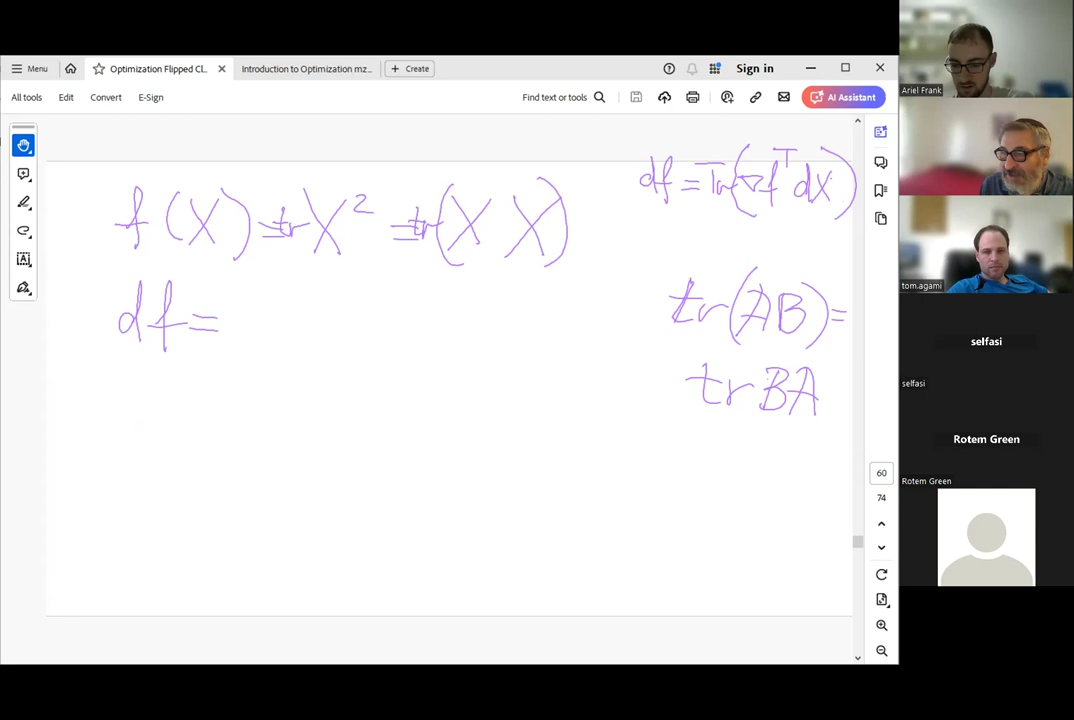 Menu
Optimization Flipped Cl...
Introduction to Optimization mz...
Create
Sign in
All tools
Edit
Convert
E-Sign
Find text or tools
AI Assistant
f(X) = tr X² = tr(X X)
df = Tr(∇f^T dX)
df =
tr(AB) =
tr BA
60
74
Ariel Frank
tom.agami
selfasi
selfasi
Rotem Green
Rotem Green